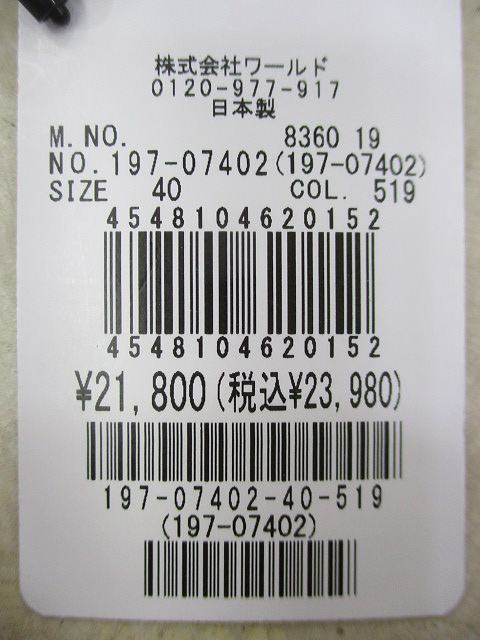 株式会社ワールド
0120-977-917
日本製
M.NO. 8360 19
NO.197-07402(197-07402)
SIZE 40 COL. 519
4548104620152
4548104620152
¥21,800(税込¥23,980)
197-07402-40-519
(197-07402)